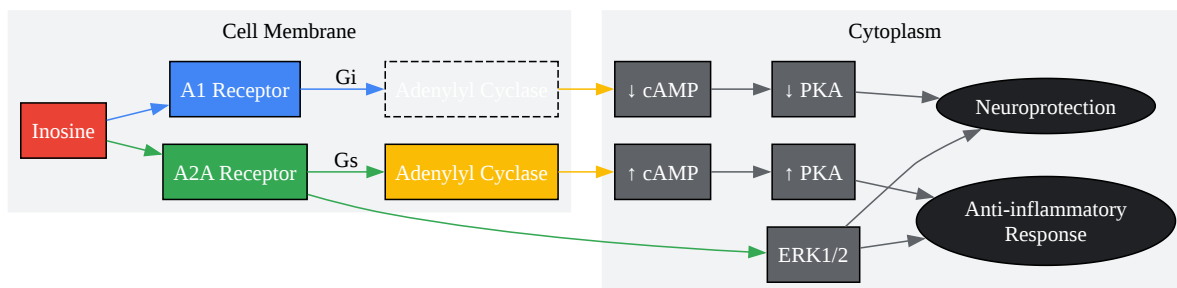 Cell Membrane
Cytoplasm
Inosine
A1 Receptor
Gi
Adenylyl Cyclase
↓ cAMP
↓ PKA
Neuroprotection
A2A Receptor
Gs
Adenylyl Cyclase
↑ cAMP
↑ PKA
Anti-inflammatory
Response
ERK1/2